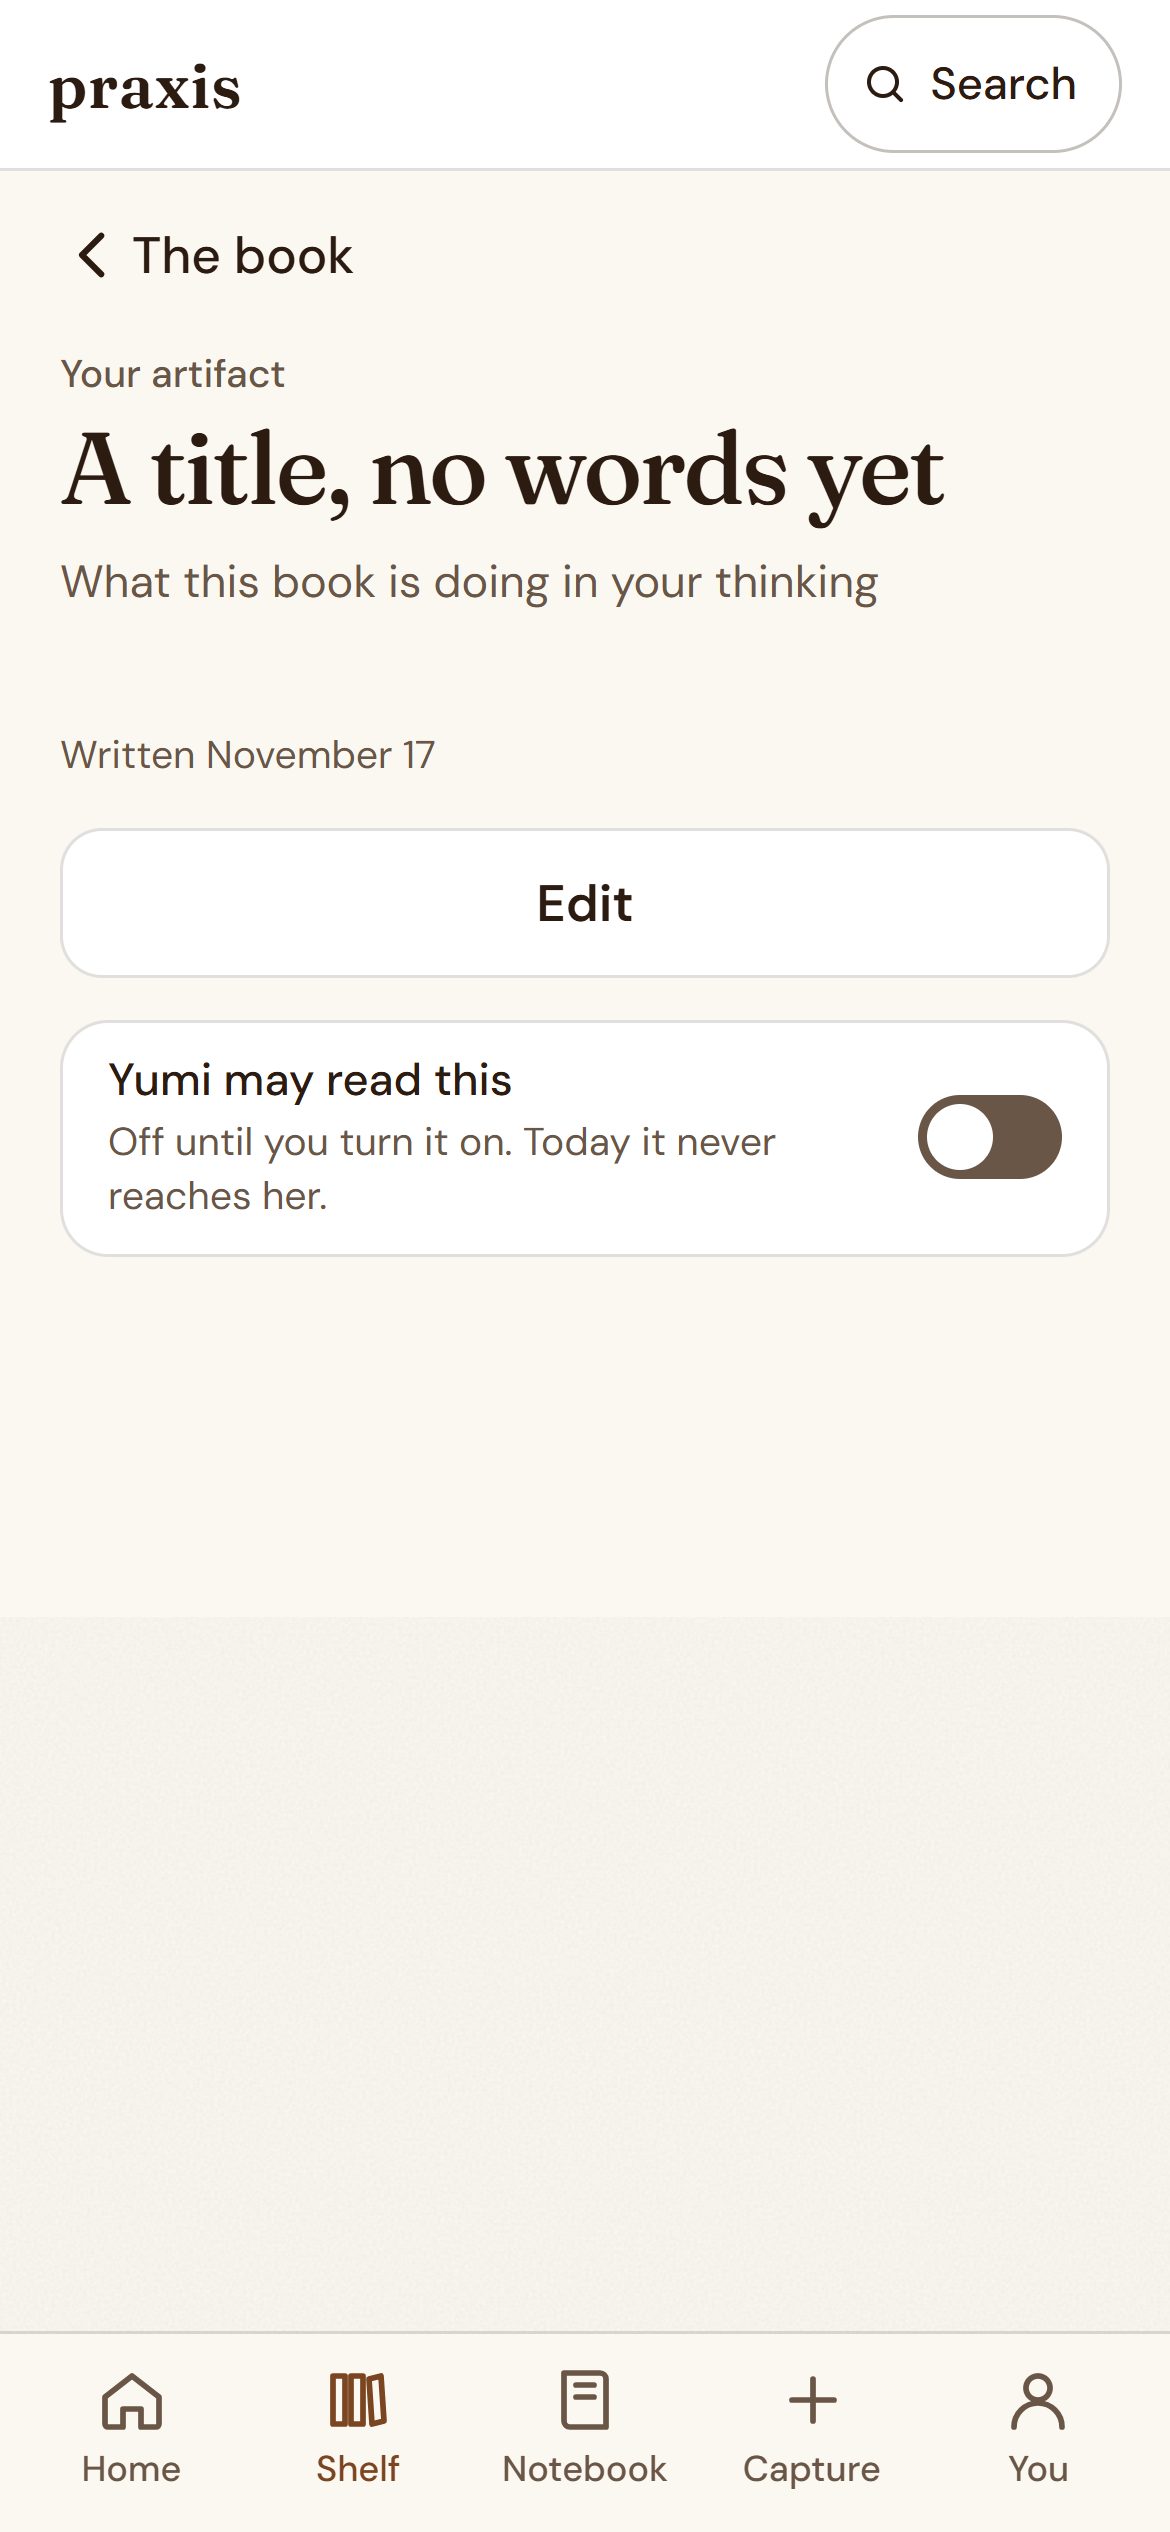 praxis
Search
The book
Your artifact
A title, no words yet
What this book is doing in your thinking
Written November 17
Edit
Yumi may read this
Off until you turn it on. Today it never
reaches her.
Home
Shelf
Notebook
Capture
You